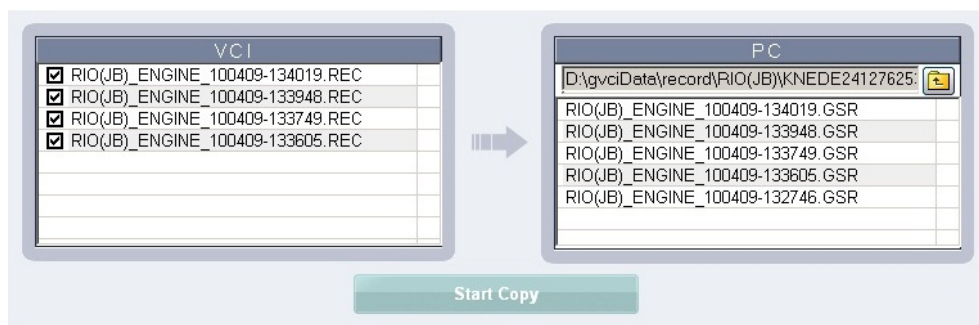 VCI
RIO(JB)_ENGINE_100409-134019.REC
RIO(JB)_ENGINE_100409-133948.REC
RIO(JB)_ENGINE_100409-133749.REC
RIO(JB)_ENGINE_100409-133605.REC
PC
D:\gvciData\record\RIO(JB)\KNEDE24127625:
RIO(JB)_ENGINE_100409-134019.GSR
RIO(JB)_ENGINE_100409-133948.GSR
RIO(JB)_ENGINE_100409-133749.GSR
RIO(JB)_ENGINE_100409-133605.GSR
RIO(JB)_ENGINE_100409-132746.GSR
Start Copy